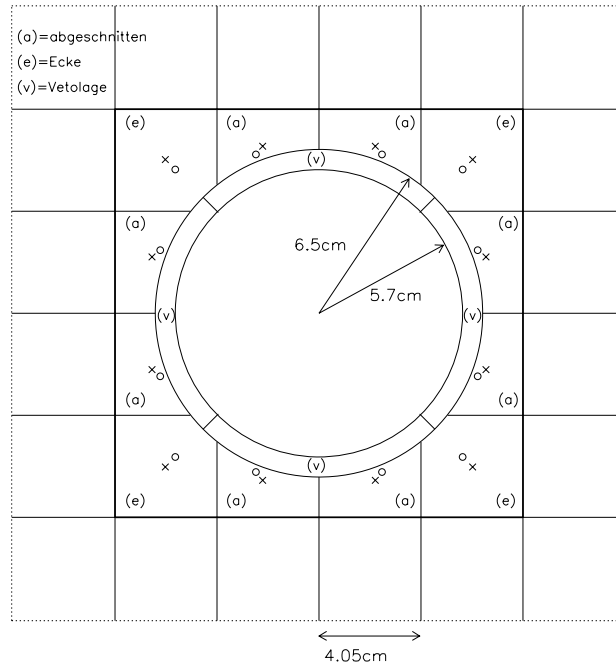 (a)=abgeschnitten
(e)=Ecke
(v)=Vetolage
(e) (a) (a) (e)
(v)
(a) (a)
6.5cm
5.7cm
(v) (v)
(a) (a)
(v)
(e) (a) (a) (e)
4.05cm